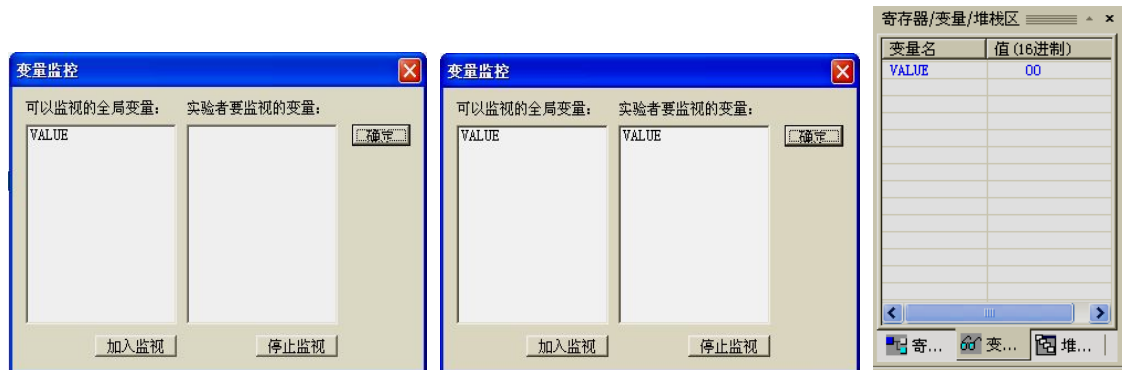 变量监控
可以监视的全局变量： 实验者要监视的变量：
VALUE
确定
加入监视 停止监视
变量监控
可以监视的全局变量： 实验者要监视的变量：
VALUE VALUE
确定
加入监视 停止监视
寄存器/变量/堆栈区
变量名 值(16进制)
VALUE 00
寄... 变... 堆...